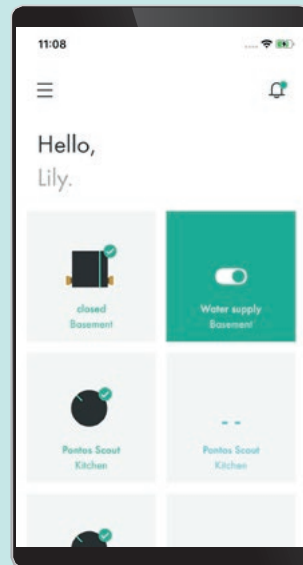 11:08
Hello,
Lily.
closed
Basement
Water supply
Basement
Pontos Scout
Kitchen
- -
Pontos Scout
Kitchen